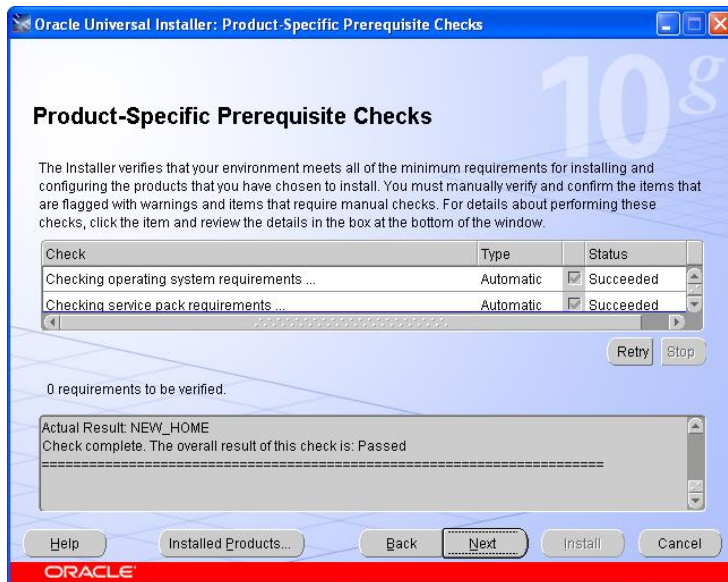 Oracle Universal Installer: Product-Specific Prerequisite Checks
10g
Product-Specific Prerequisite Checks
The Installer verifies that your environment meets all of the minimum requirements for installing and
configuring the products that you have chosen to install. You must manually verify and confirm the items that
are flagged with warnings and items that require manual checks. For details about performing these
checks, click the item and review the details in the box at the bottom of the window.
Check Type Status
Checking operating system requirements ... Automatic Succeeded
Checking service pack requirements ... Automatic Succeeded
Retry Stop
0 requirements to be verified.
Actual Result: NEW_HOME
Check complete. The overall result of this check is: Passed
========================================================================
Help Installed Products... Back Next Install Cancel
ORACLE